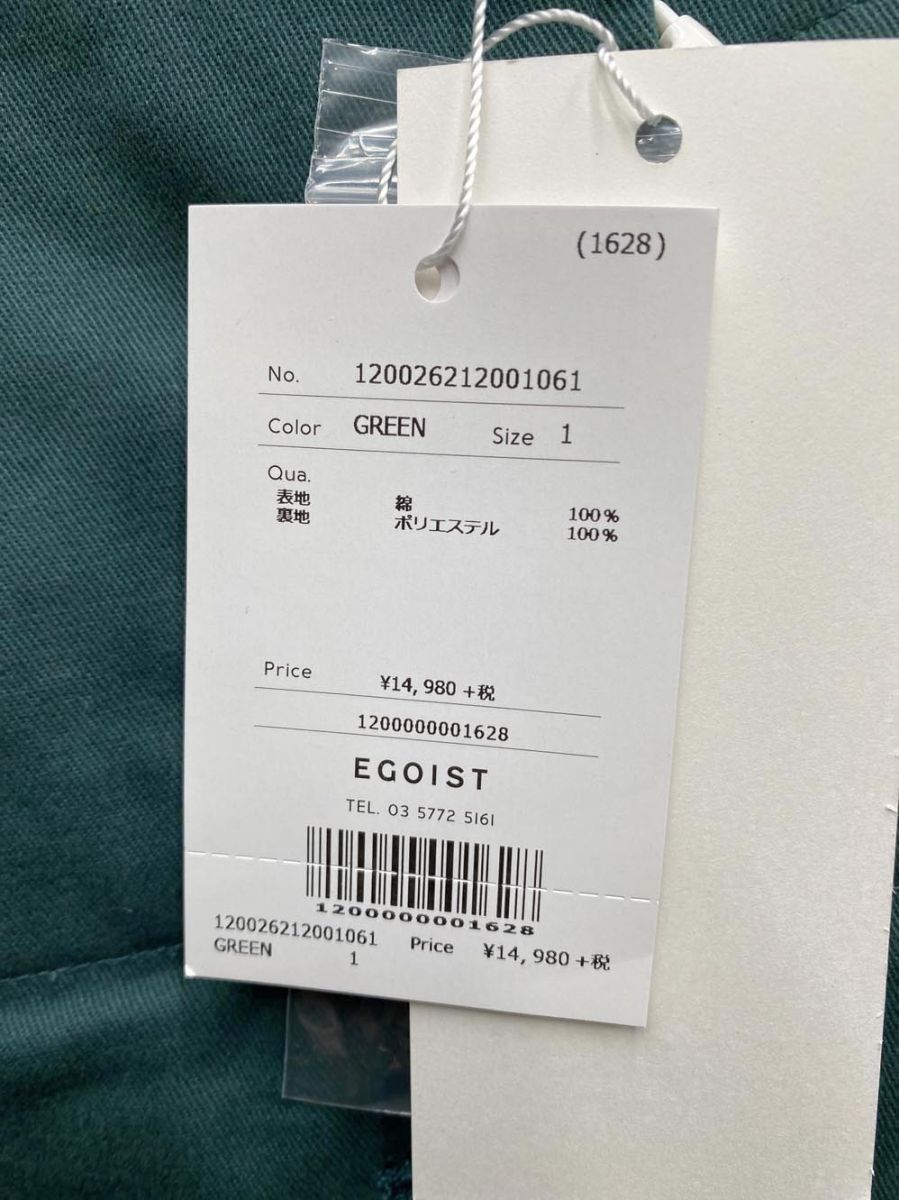 (1628)
No. 120026212001061
Color GREEN Size 1
Qua.
表地 綿 100%
裏地 ポリエステル 100%
Price ¥14,980 +税
1200000001628
EGOIST
TEL. 03 5772 5161
1200000001628
120026212001061 Price ¥14,980 +税
GREEN 1